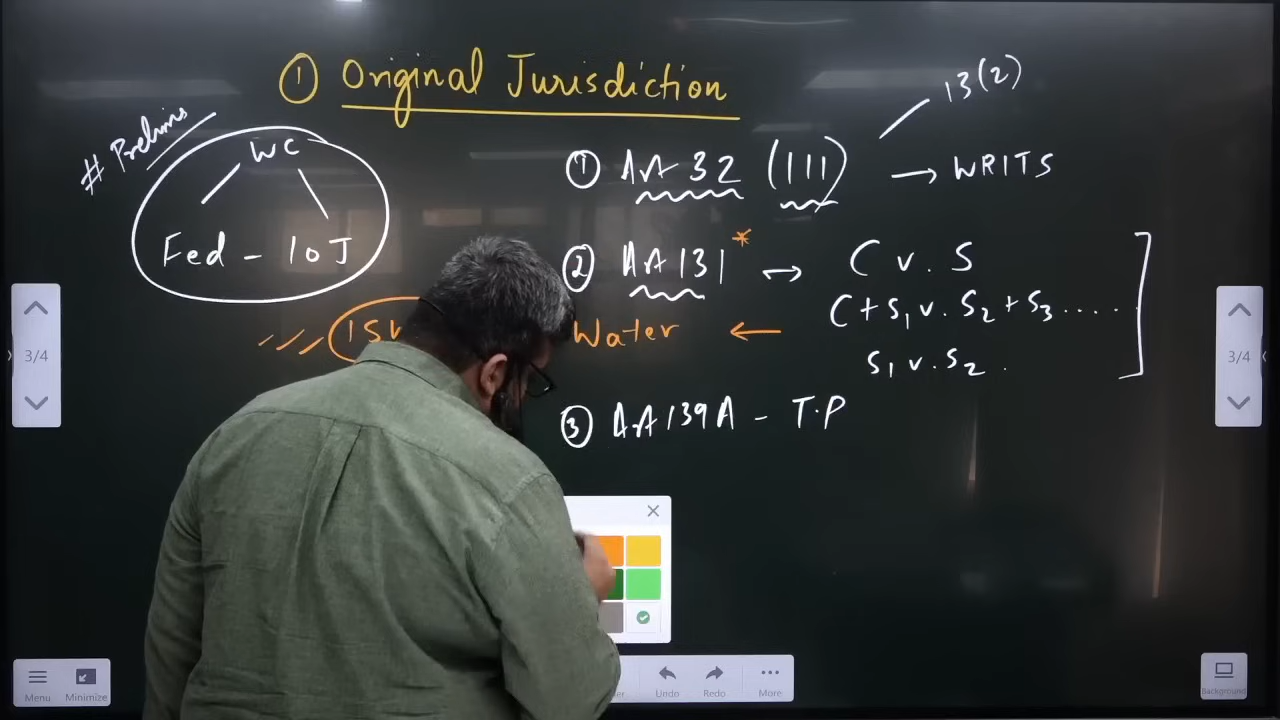 ① Original Jurisdiction
# Prelims
WC
Fed - IOJ
13(2)
① AA 32 (III) → WRITS
② AA 131* ↔ C v. S
C + S1 v. S2 + S3 . . . .
S1 v. S2 .
Water ←
③ AA 139A - T.P
3/4
3/4
Menu
Minimize
Undo
Redo
More
Background